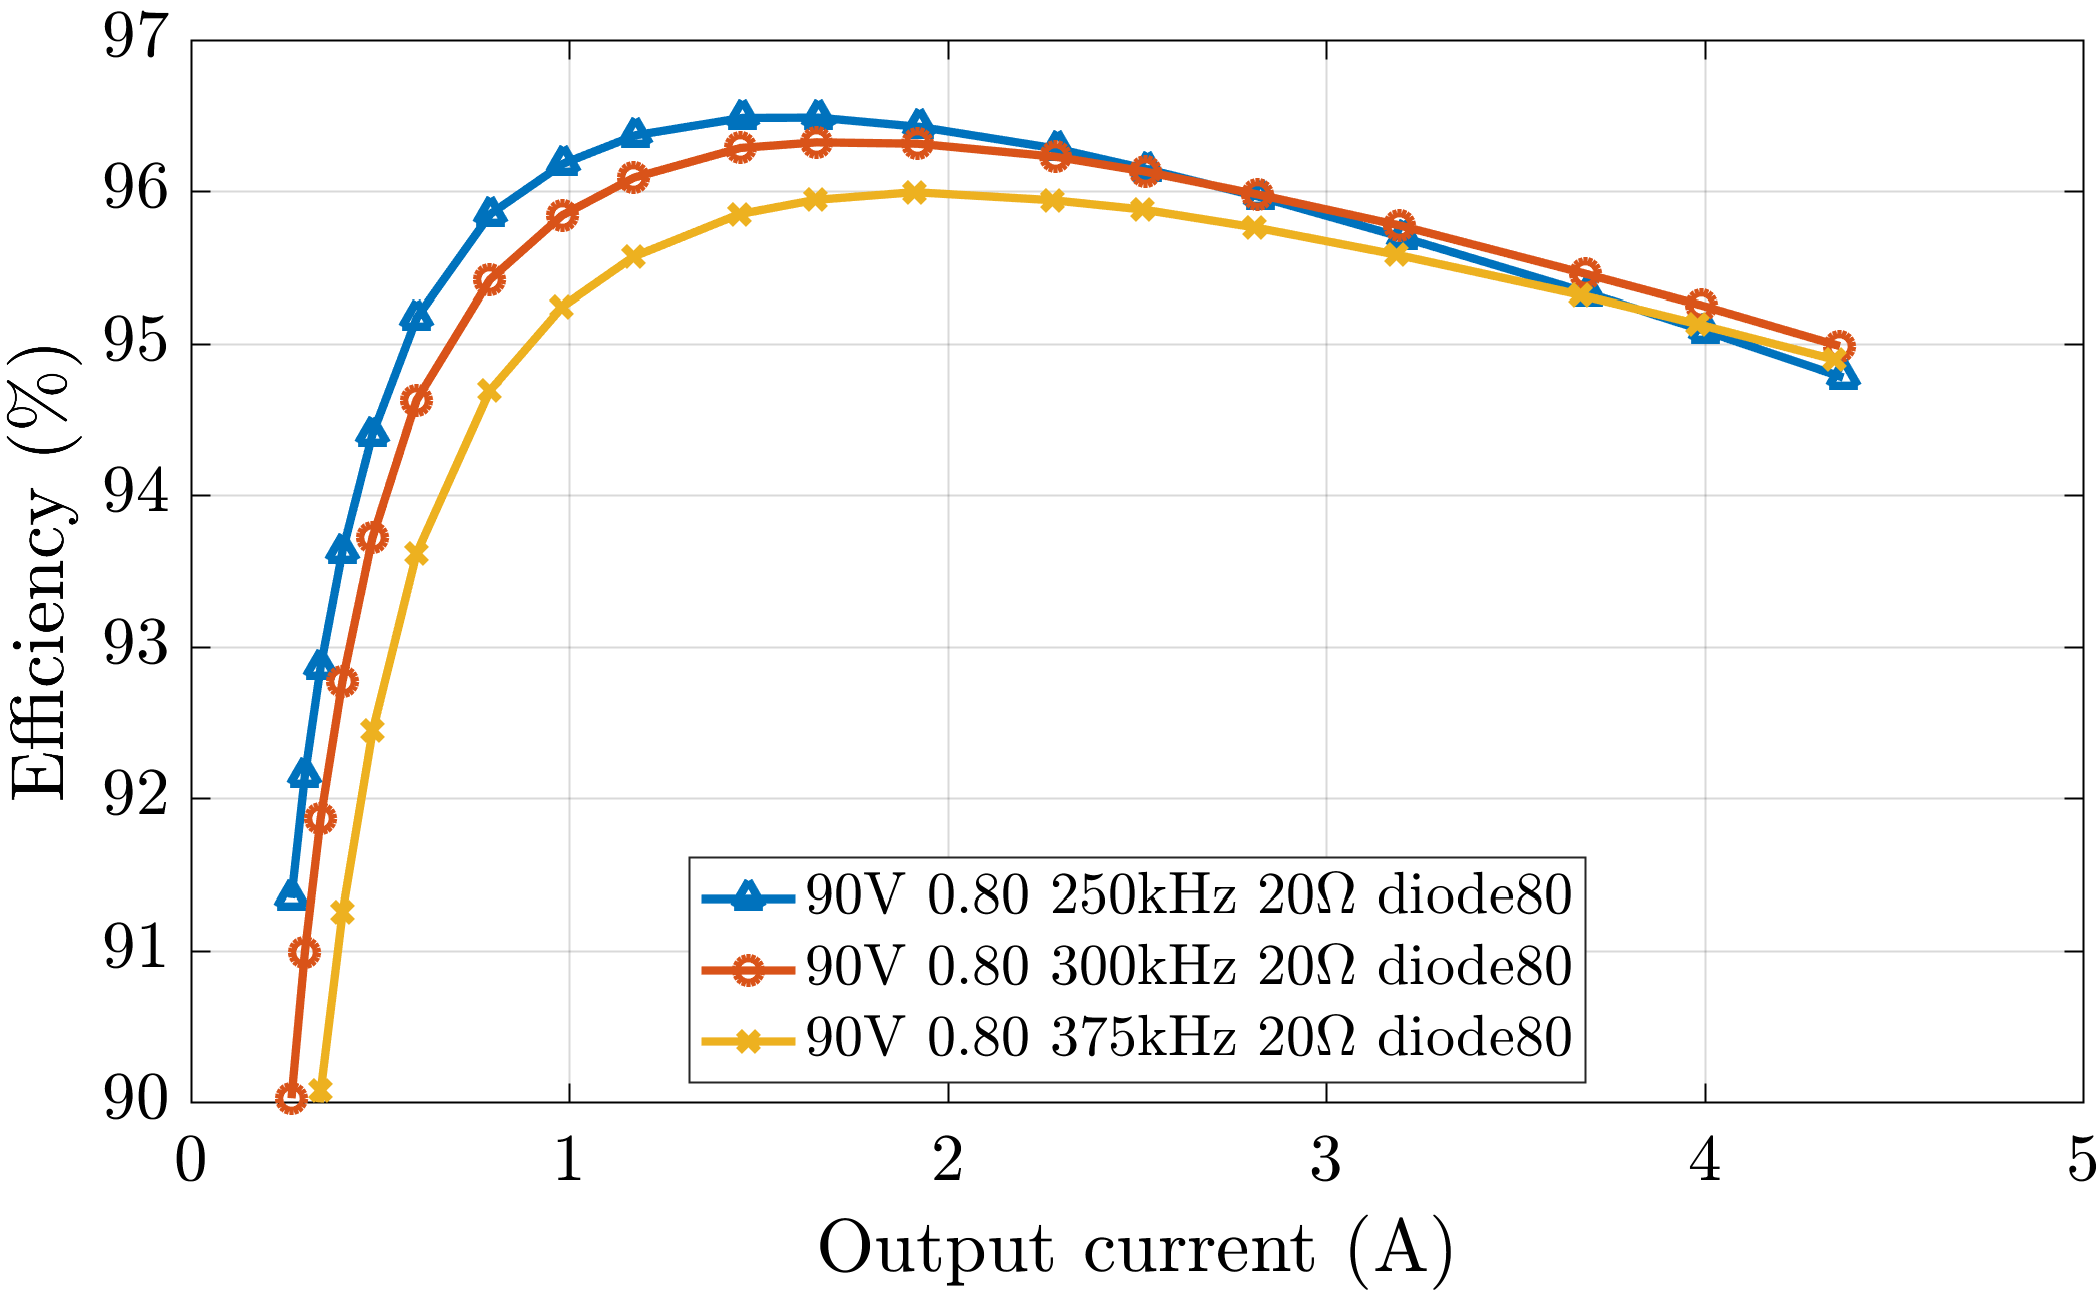 97
96
95
94
93
92
91
90
Efficiency (%)
0 1 2 3 4 5
Output current (A)
90V 0.80 250kHz 20Ω diode80
90V 0.80 300kHz 20Ω diode80
90V 0.80 375kHz 20Ω diode80